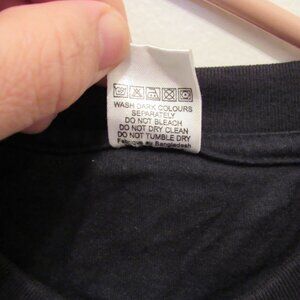 WASH DARK COLOURS
SEPARATELY
DO NOT BLEACH
DO NOT DRY CLEAN
DO NOT TUMBLE DRY
Bangladesh